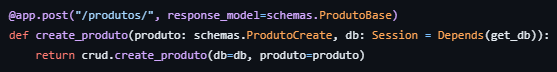 @app.post("/produtos/", response_model=schemas.ProdutoBase)
def create_produto(produto: schemas.ProdutoCreate, db: Session = Depends(get_db)):
    return crud.create_produto(db=db, produto=produto)